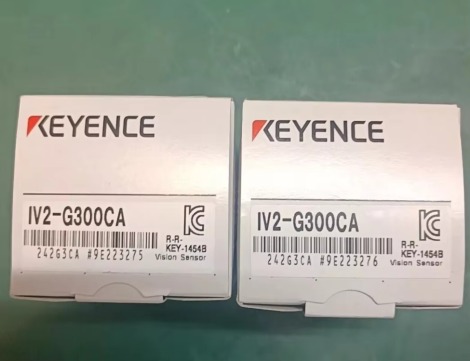 KEYENCE
IV2-G300CA
R-R-
KEY-1454B
242G3CA #9E223275
Vision Sensor
KEYENCE
IV2-G300CA
R-R-
KEY-1454B
242G3CA #9E223276
Vision Sensor